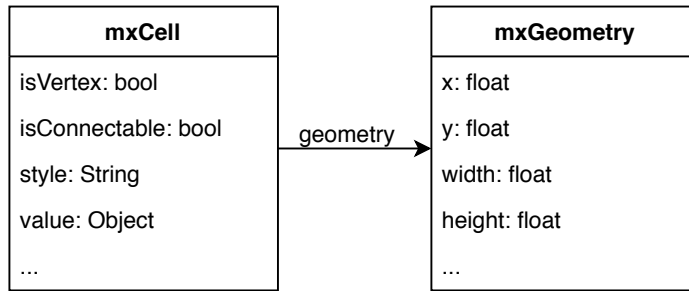 mxCell
isVertex: bool
isConnectable: bool
style: String
value: Object
...
geometry
mxGeometry
x: float
y: float
width: float
height: float
...